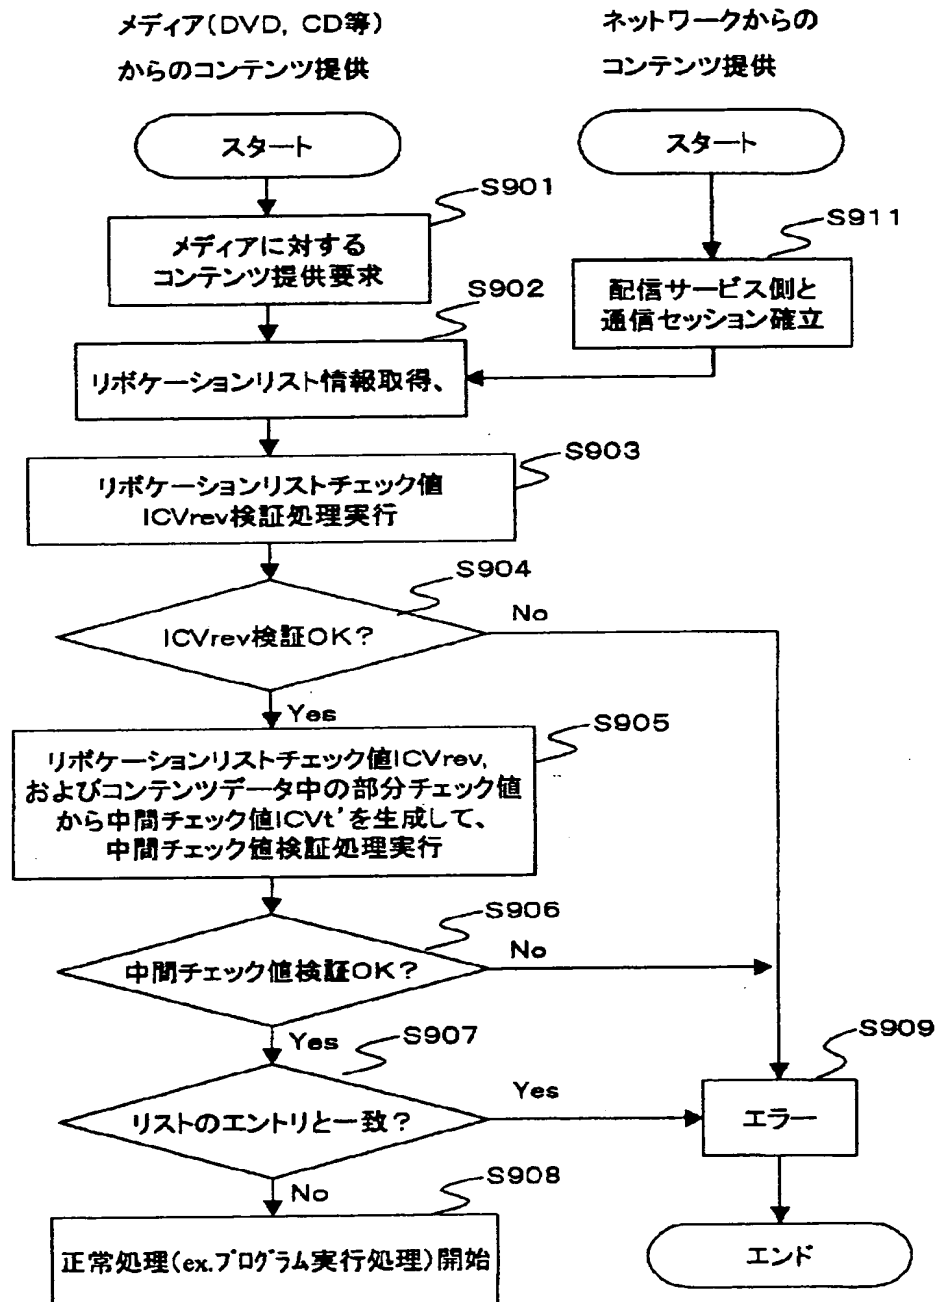 メディア(DVD, CD等)
からのコンテンツ提供
ネットワークからの
コンテンツ提供
スタート
スタート
S901
メディアに対する
コンテンツ提供要求
S911
配信サービス側と
通信セッション確立
S902
リボケーションリスト情報取得、
S903
リボケーションリストチェック値
ICVrev検証処理実行
S904
ICVrev検証OK?
No
Yes
S905
リボケーションリストチェック値ICVrev,
およびコンテンツデータ中の部分チェック値
から中間チェック値ICVt'を生成して、
中間チェック値検証処理実行
S906
中間チェック値検証OK?
No
Yes
S907
リストのエントリと一致?
Yes
S909
エラー
No
S908
正常処理(ex.プログラム実行処理)開始
エンド